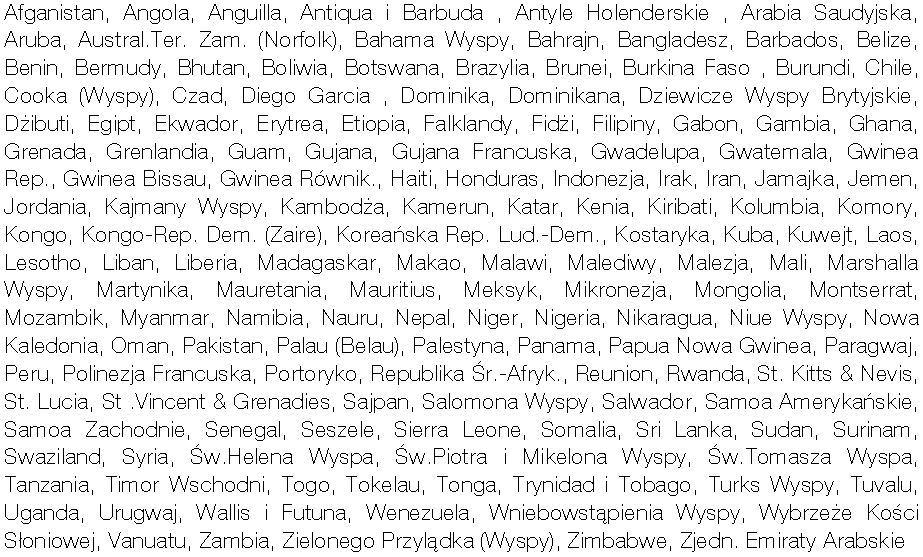 Afganistan, Angola, Anguilla, Antiqua i Barbuda , Antyle Holenderskie , Arabia Saudyjska,
Aruba, Austral.Ter. Zam. (Norfolk), Bahama Wyspy, Bahrajn, Bangladesz, Barbados, Belize,
Benin, Bermudy, Bhutan, Boliwia, Botswana, Brazylia, Brunei, Burkina Faso , Burundi, Chile,
Cooka (Wyspy), Czad, Diego Garcia , Dominika, Dominikana, Dziewicze Wyspy Brytyjskie,
Dżibuti, Egipt, Ekwador, Erytrea, Etiopia, Falklandy, Fidżi, Filipiny, Gabon, Gambia, Ghana,
Grenada, Grenlandia, Guam, Gujana, Gujana Francuska, Gwadelupa, Gwatemala, Gwinea
Rep., Gwinea Bissau, Gwinea Równik., Haiti, Honduras, Indonezja, Irak, Iran, Jamajka, Jemen,
Jordania, Kajmany Wyspy, Kambodża, Kamerun, Katar, Kenia, Kiribati, Kolumbia, Komory,
Kongo, Kongo-Rep. Dem. (Zaire), Koreańska Rep. Lud.-Dem., Kostaryka, Kuba, Kuwejt, Laos,
Lesotho, Liban, Liberia, Madagaskar, Makao, Malawi, Malediwy, Malezja, Mali, Marshalla
Wyspy, Martynika, Mauretania, Mauritius, Meksyk, Mikronezja, Mongolia, Montserrat,
Mozambik, Myanmar, Namibia, Nauru, Nepal, Niger, Nigeria, Nikaragua, Niue Wyspy, Nowa
Kaledonia, Oman, Pakistan, Palau (Belau), Palestyna, Panama, Papua Nowa Gwinea, Paragwaj,
Peru, Polinezja Francuska, Portoryko, Republika Śr.-Afryk., Reunion, Rwanda, St. Kitts & Nevis,
St. Lucia, St .Vincent & Grenadies, Sajpan, Salomona Wyspy, Salwador, Samoa Amerykańskie,
Samoa Zachodnie, Senegal, Seszele, Sierra Leone, Somalia, Sri Lanka, Sudan, Surinam,
Swaziland, Syria, Św.Helena Wyspa, Św.Piotra i Mikelona Wyspy, Św.Tomasza Wyspa,
Tanzania, Timor Wschodni, Togo, Tokelau, Tonga, Trynidad i Tobago, Turks Wyspy, Tuvalu,
Uganda, Urugwaj, Wallis i Futuna, Wenezuela, Wniebowstąpienia Wyspy, Wybrzeże Kości
Słoniowej, Vanuatu, Zambia, Zielonego Przylądka (Wyspy), Zimbabwe, Zjedn. Emiraty Arabskie